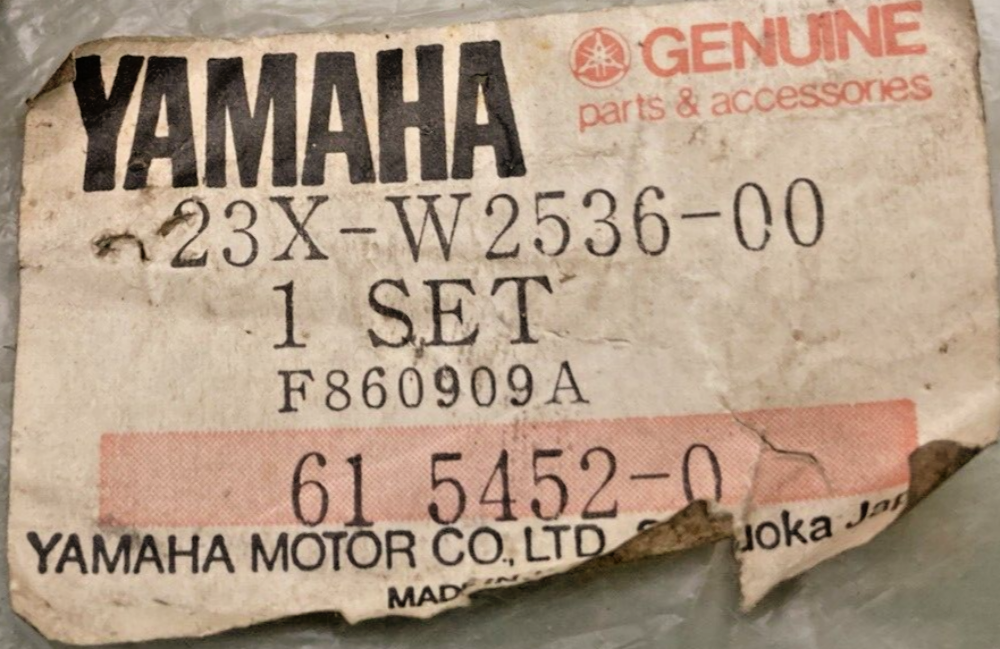 YAMAHA
GENUINE
parts & accessories
23X-W2536-00
1 SET
F860909A
61 5452-0
YAMAHA MOTOR CO., LTD